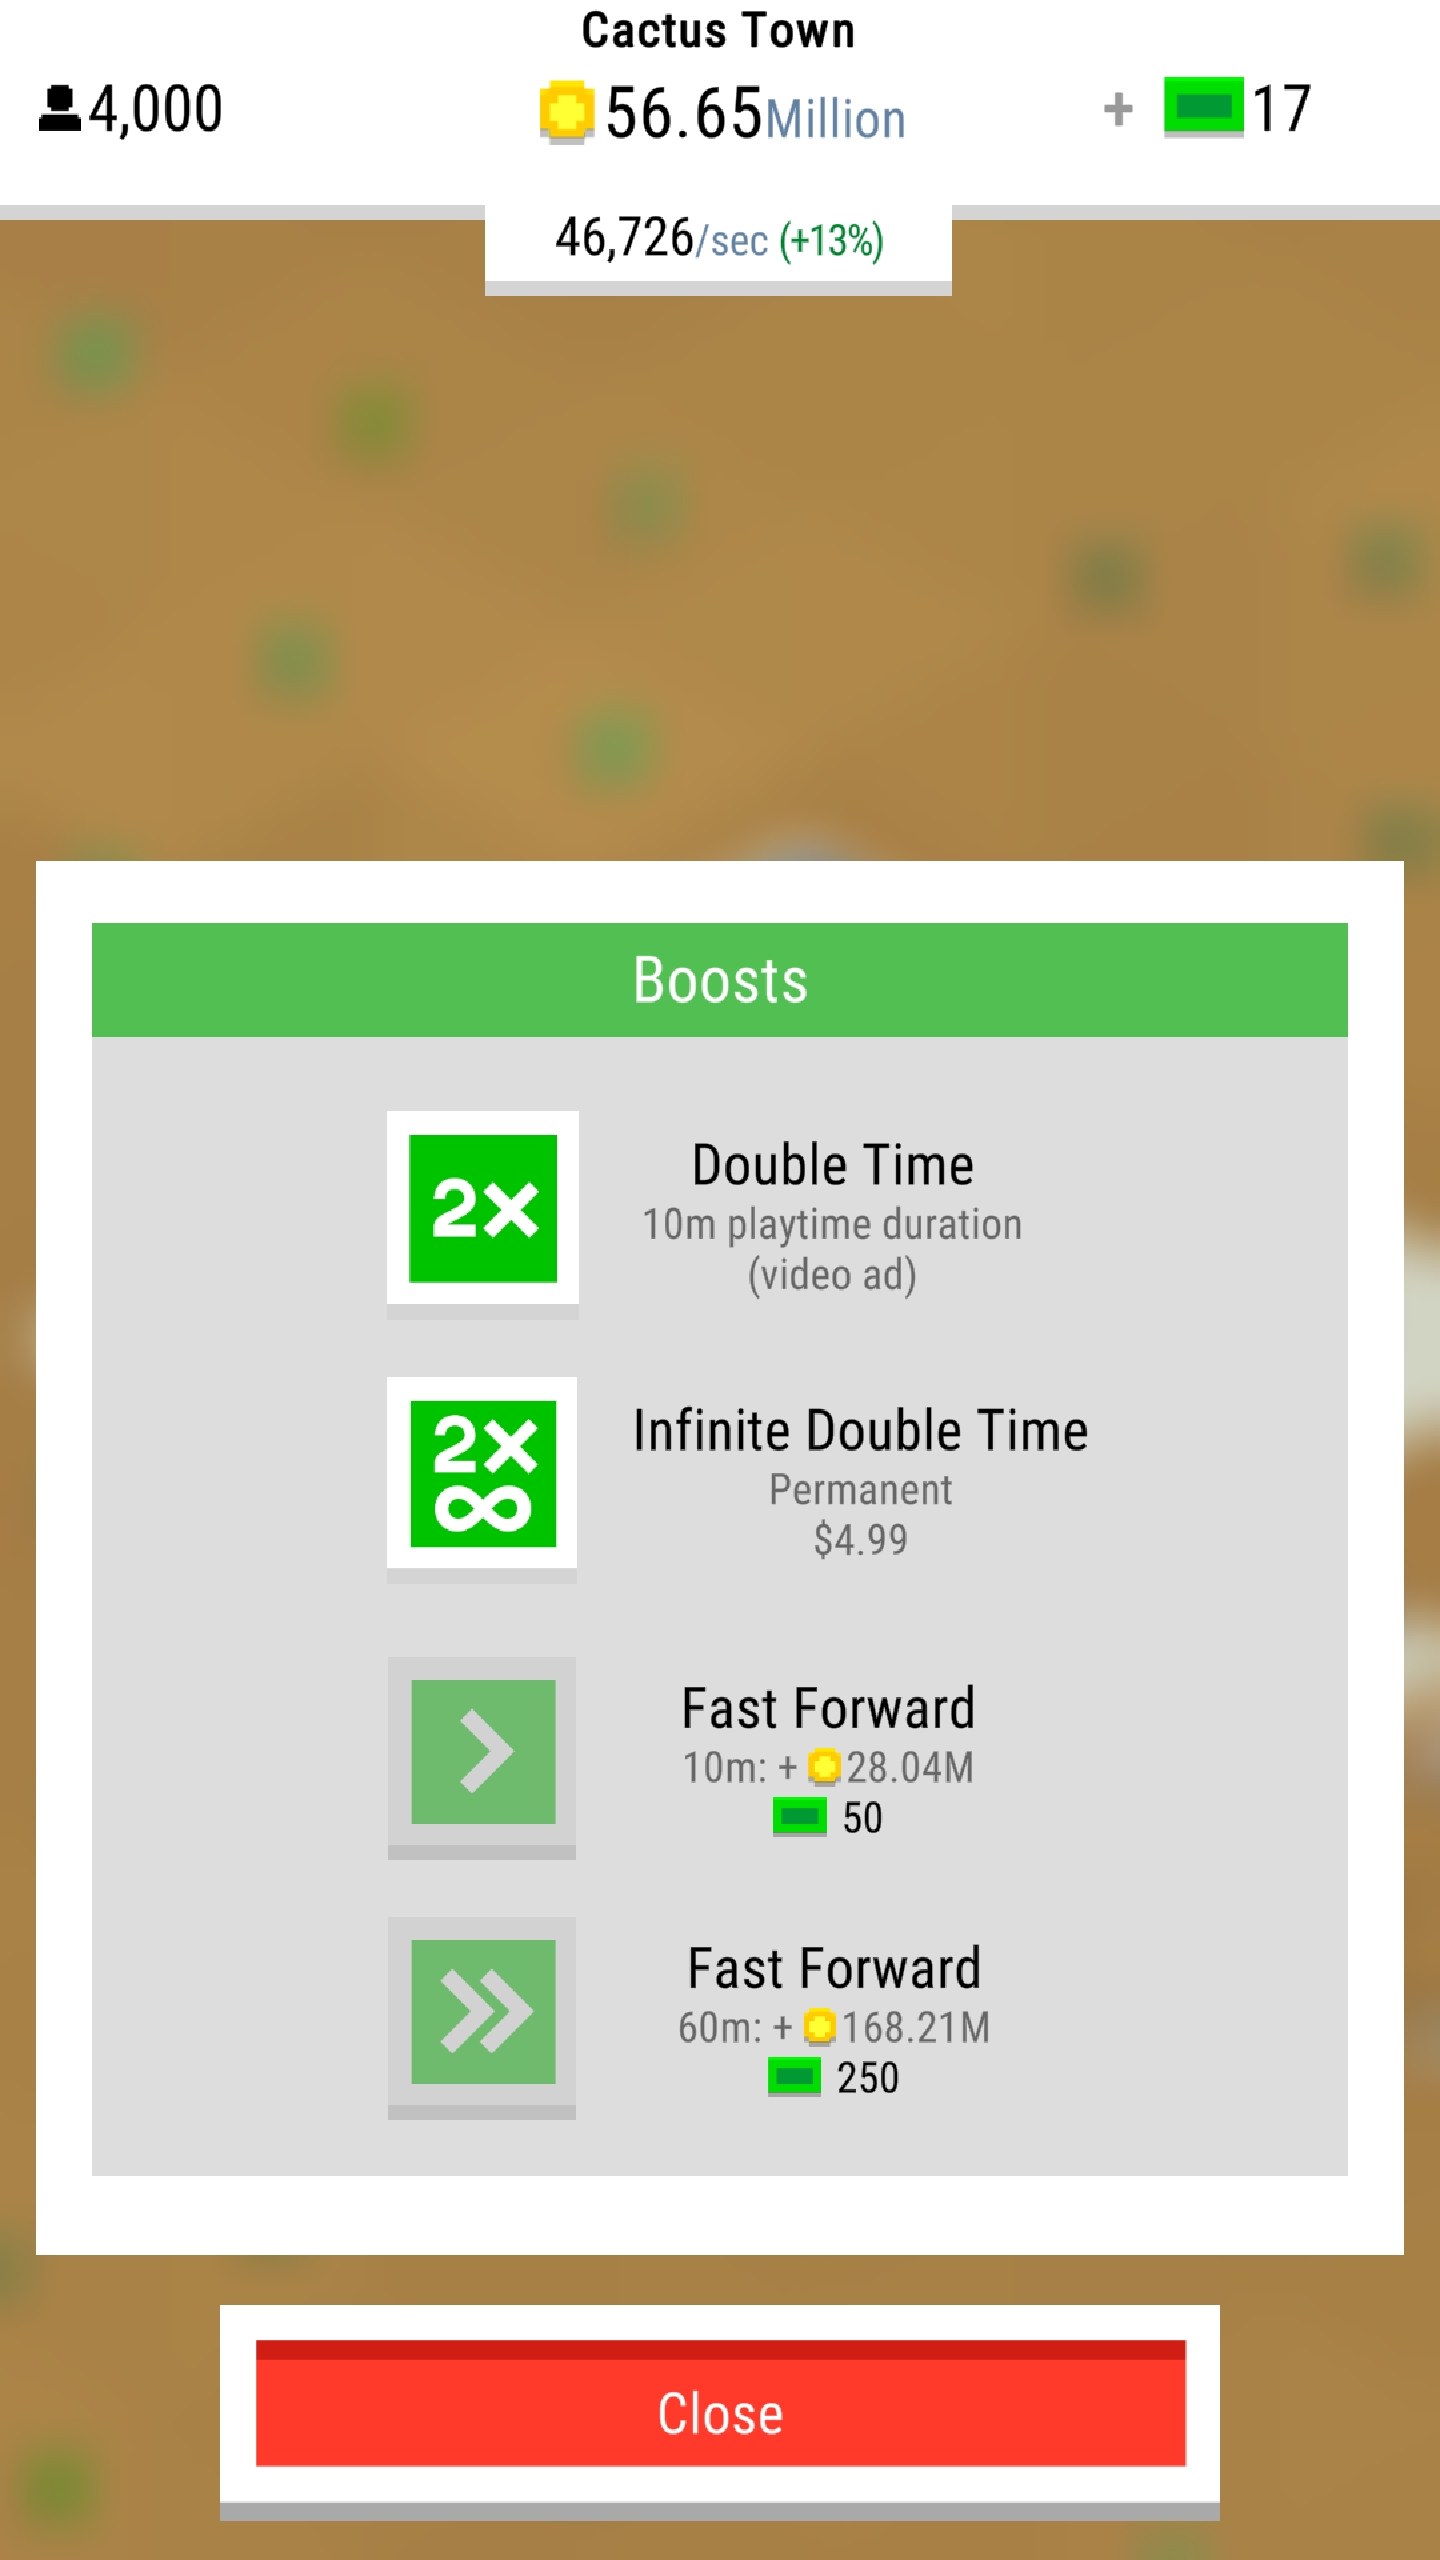 Cactus Town
4,000
56.65Million
+ 17
46,726/sec (+13%)
Boosts
2×
Double Time
10m playtime duration
(video ad)
2×
∞
Infinite Double Time
Permanent
$4.99
Fast Forward
10m: + 28.04M
50
Fast Forward
60m: + 168.21M
250
Close